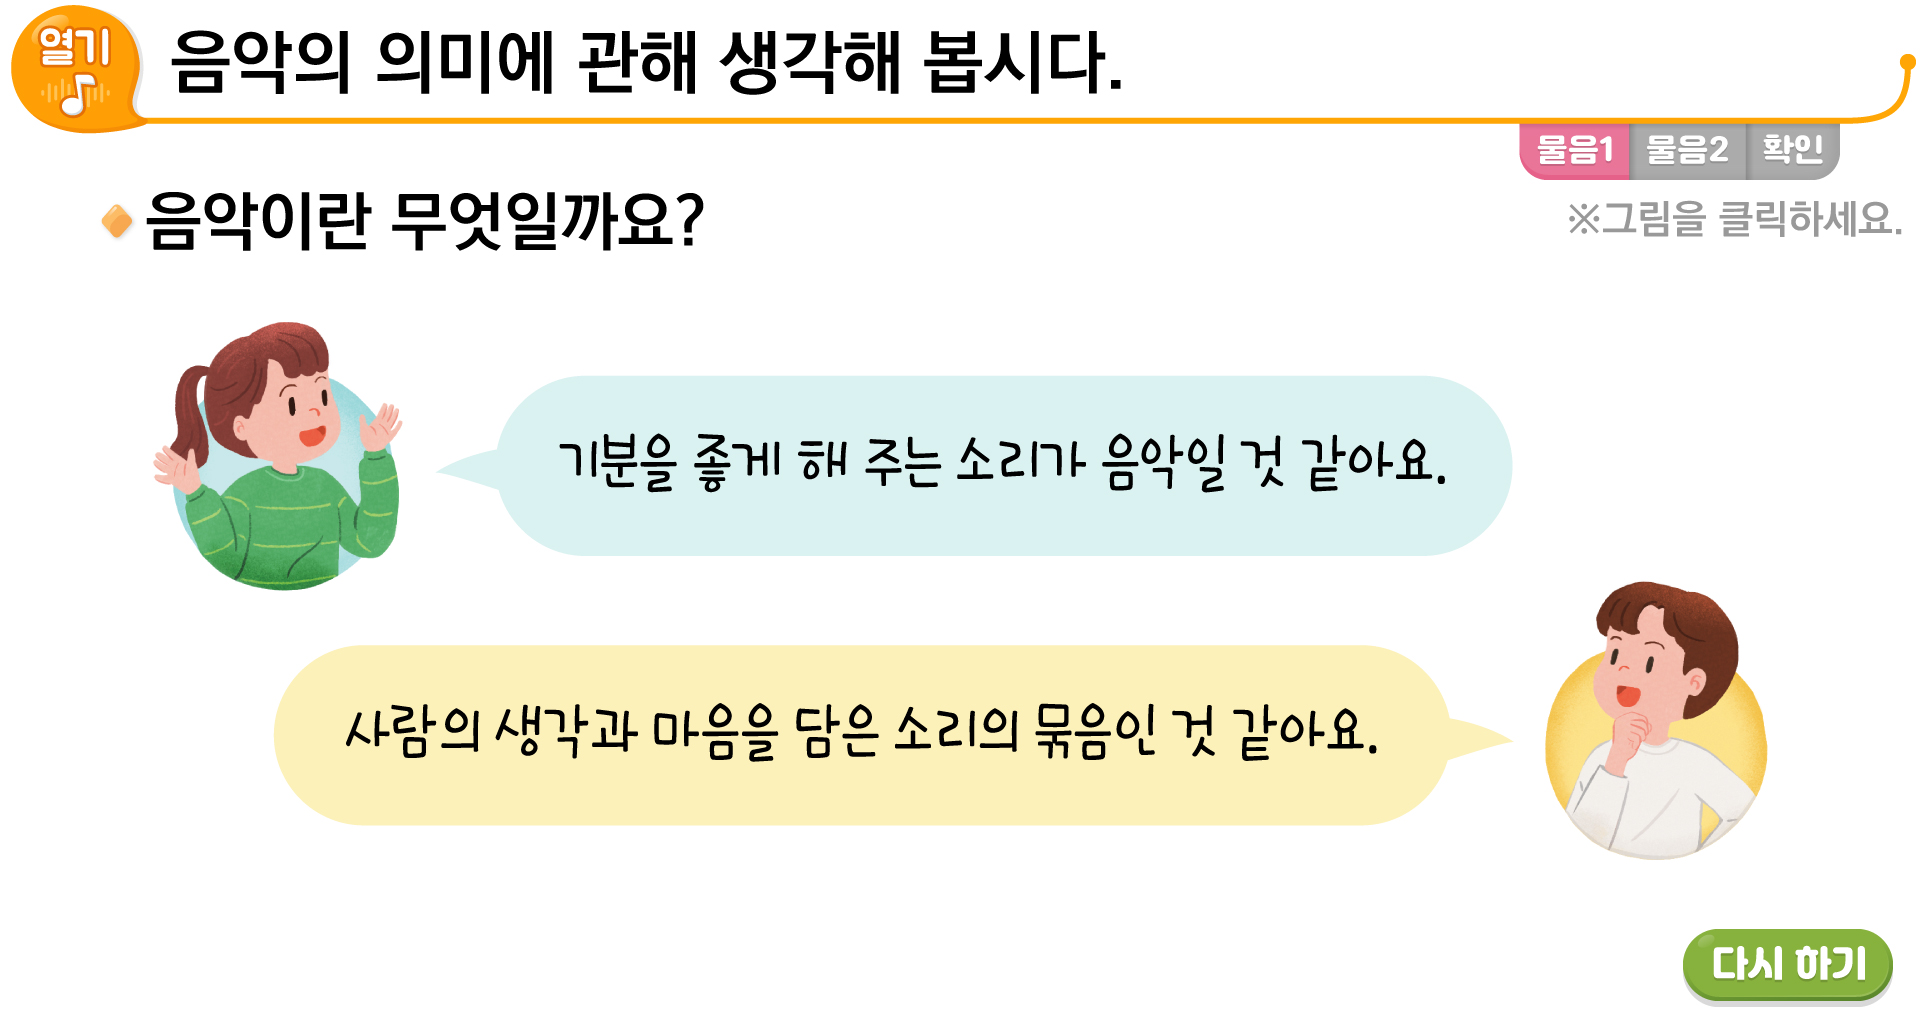 열기
음악의 의미에 관해 생각해 봅시다.
물음1 물음2 확인
※그림을 클릭하세요.
음악이란 무엇일까요?
기분을 좋게 해 주는 소리가 음악일 것 같아요.
사람의 생각과 마음을 담은 소리의 묶음인 것 같아요.
다시 하기